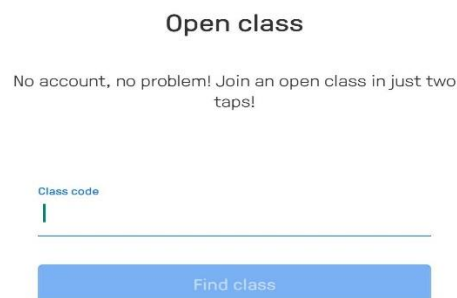 Open class
No account, no problem! Join an open class in just two
taps!
Class code
Find class